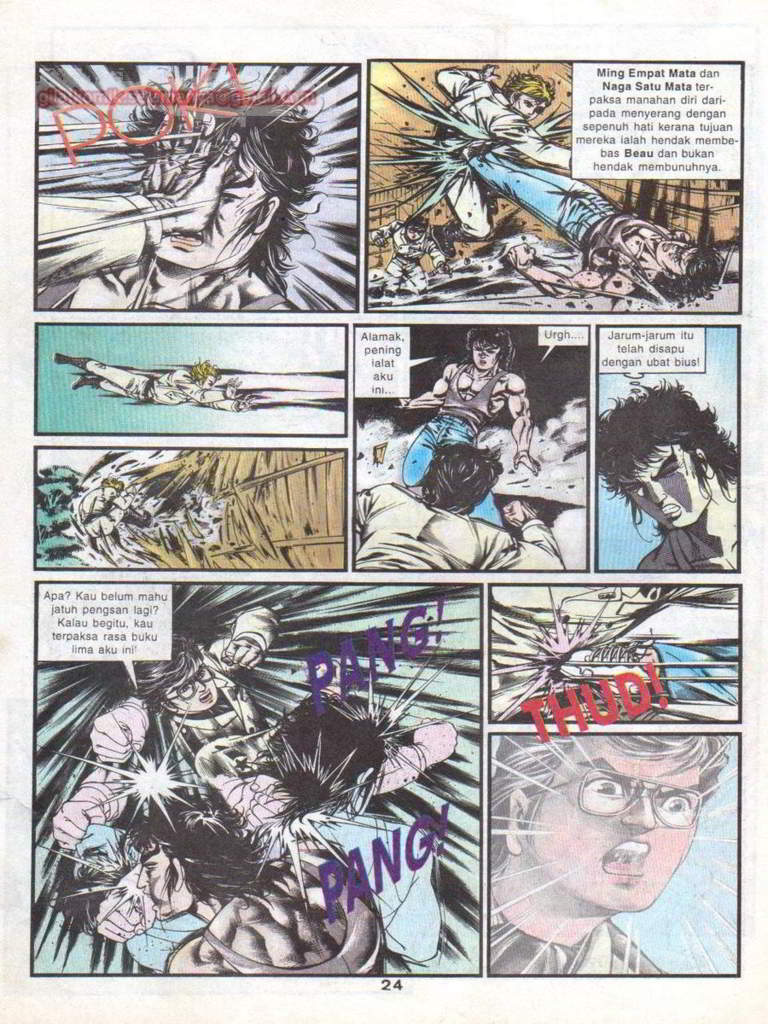 POKA
Ming Empat Mata dan
Naga Satu Mata ter-
paksa manahan diri dari-
pada menyerang dengan
sepenuh hati kerana tujuan
mereka ialah hendak membe-
bas Beau dan bukan
hendak membunuhnya.
Alamak,
pening
lalat
aku
ini...
Urgh....
Jarum-jarum itu
telah disapu
dengan ubat bius!
Apa? Kau belum mahu
jatuh pengsan lagi?
Kalau begitu, kau
terpaksa rasa buku
lima aku ini!
PANG!
PANG!
THUD!
24